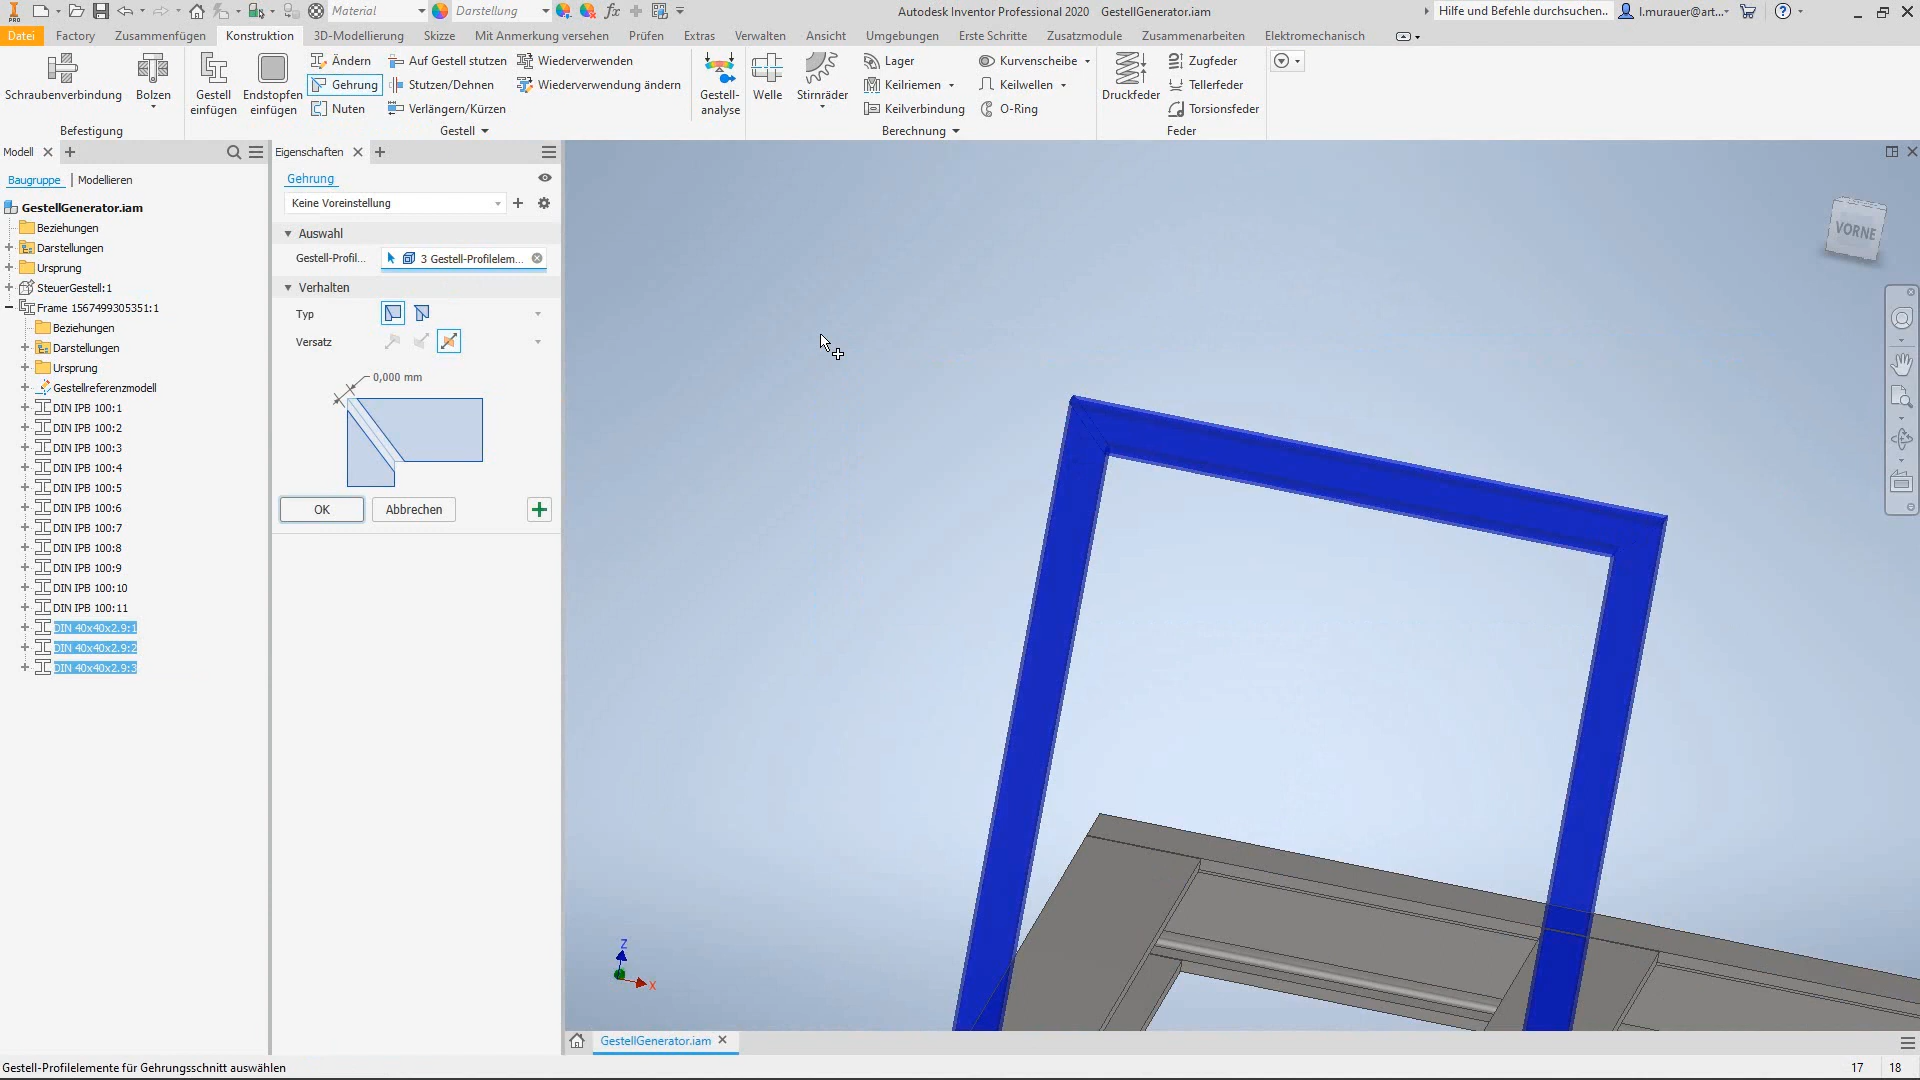 PRO Material Darstellung fx Autodesk Inventor Professional 2020 GestellGenerator.iam Hilfe und Befehle durchsuchen.. l.murauer@art...
Datei Factory Zusammenfügen Konstruktion 3D-Modellierung Skizze Mit Anmerkung versehen Prüfen Extras Verwalten Ansicht Umgebungen Erste Schritte Zusatzmodule Zusammenarbeiten Elektromechanisch
Schraubenverbindung
Bolzen
Befestigung
Gestell
einfügen
Endstopfen
einfügen
Ändern
Gehrung
Nuten
Auf Gestell stutzen
Stutzen/Dehnen
Verlängern/Kürzen
Wiederverwenden
Wiederverwendung ändern
Gestell
Gestell-
analyse
Welle
Stirnräder
Lager
Keilriemen
Keilverbindung
Kurvenscheibe
Keilwellen
O-Ring
Berechnung
Druckfeder
Zugfeder
Tellerfeder
Torsionsfeder
Feder
Modell
Baugruppe Modellieren
GestellGenerator.iam
Beziehungen
Darstellungen
Ursprung
SteuerGestell:1
Frame 1567499305351:1
Beziehungen
Darstellungen
Ursprung
Gestellreferenzmodell
DIN IPB 100:1
DIN IPB 100:2
DIN IPB 100:3
DIN IPB 100:4
DIN IPB 100:5
DIN IPB 100:6
DIN IPB 100:7
DIN IPB 100:8
DIN IPB 100:9
DIN IPB 100:10
DIN IPB 100:11
DIN 40x40x2.9:1
DIN 40x40x2.9:2
DIN 40x40x2.9:3
Eigenschaften
Gehrung
Keine Voreinstellung
Auswahl
Gestell-Profil... 3 Gestell-Profilelem...
Verhalten
Typ
Versatz
0,000 mm
OK Abbrechen
VORNE
Z
X
GestellGenerator.iam
Gestell-Profilelemente für Gehrungsschnitt auswählen 17 18